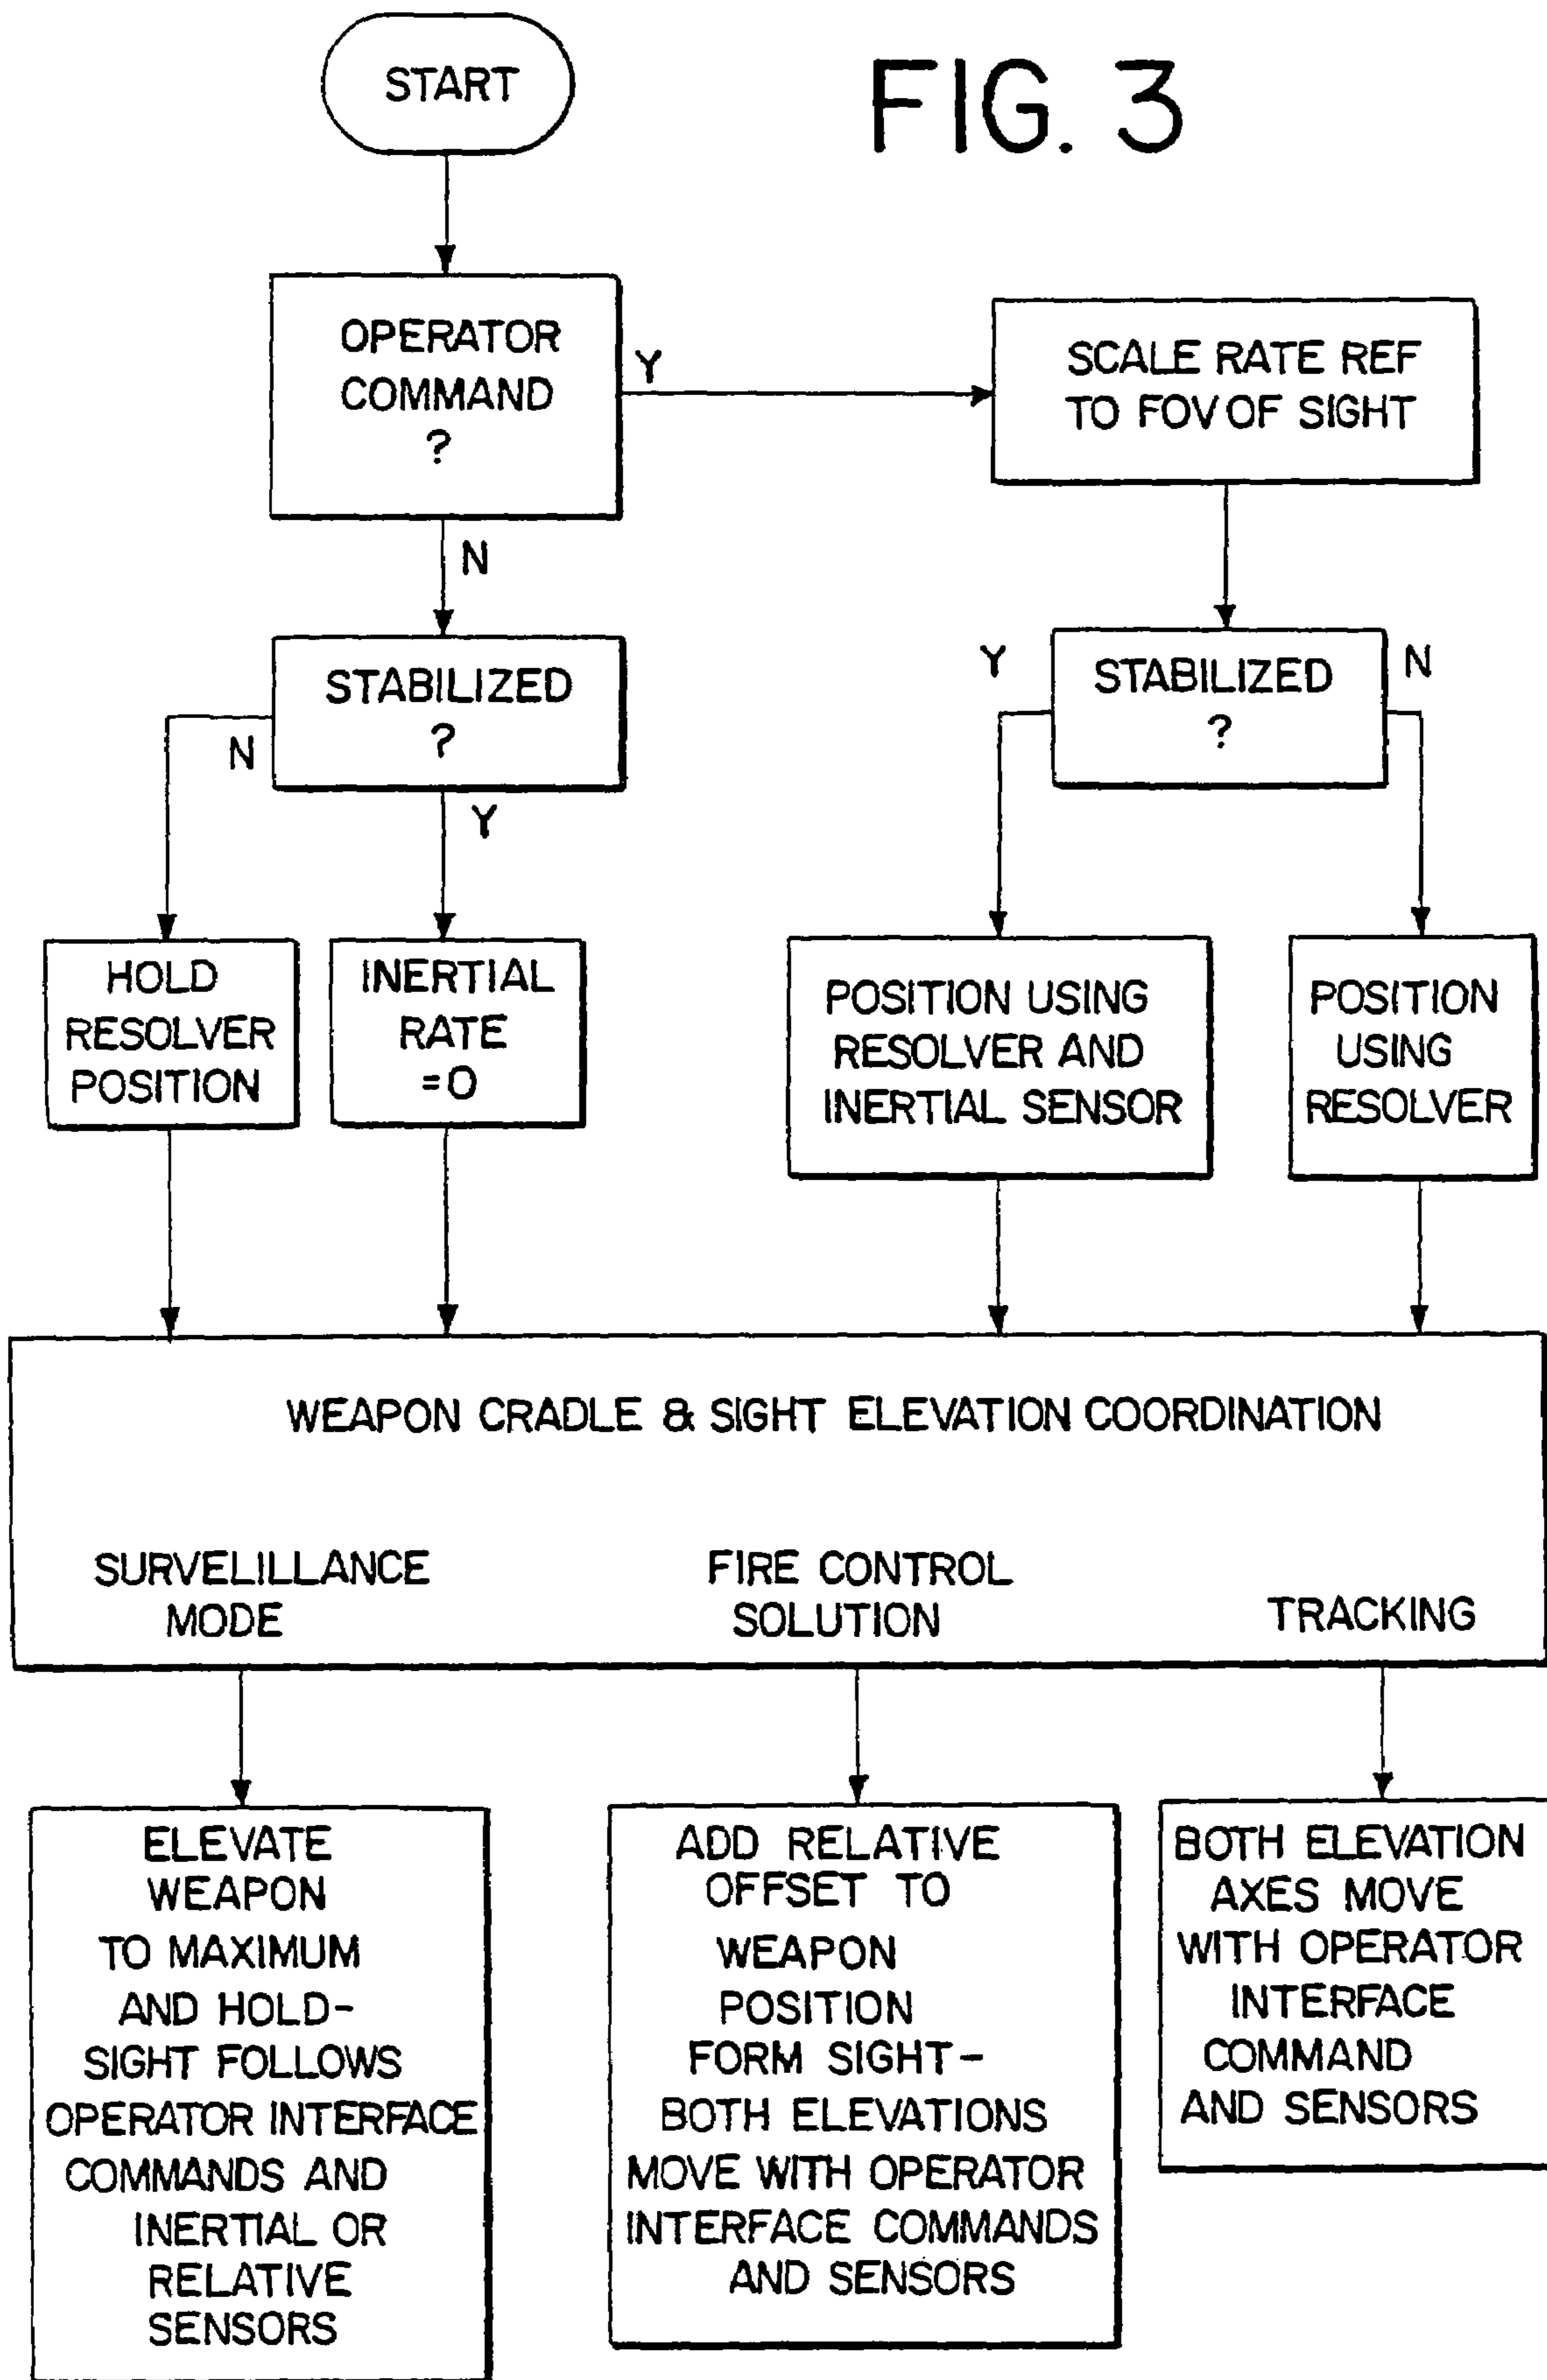 START
FIG. 3
OPERATOR
COMMAND
?
Y
SCALE RATE REF
TO FOV OF SIGHT
N
STABILIZED
?
N
Y
Y
STABILIZED
?
N
HOLD
RESOLVER
POSITION
INERTIAL
RATE
=0
POSITION USING
RESOLVER AND
INERTIAL SENSOR
POSITION
USING
RESOLVER
WEAPON CRADLE & SIGHT ELEVATION COORDINATION
SURVELILLANCE
MODE
FIRE CONTROL
SOLUTION
TRACKING
ELEVATE
WEAPON
TO MAXIMUM
AND HOLD-
SIGHT FOLLOWS
OPERATOR INTERFACE
COMMANDS AND
INERTIAL OR
RELATIVE
SENSORS
ADD RELATIVE
OFFSET TO
WEAPON
POSITION
FORM SIGHT-
BOTH ELEVATIONS
MOVE WITH OPERATOR
INTERFACE COMMANDS
AND SENSORS
BOTH ELEVATION
AXES MOVE
WITH OPERATOR
INTERFACE
COMMAND
AND SENSORS